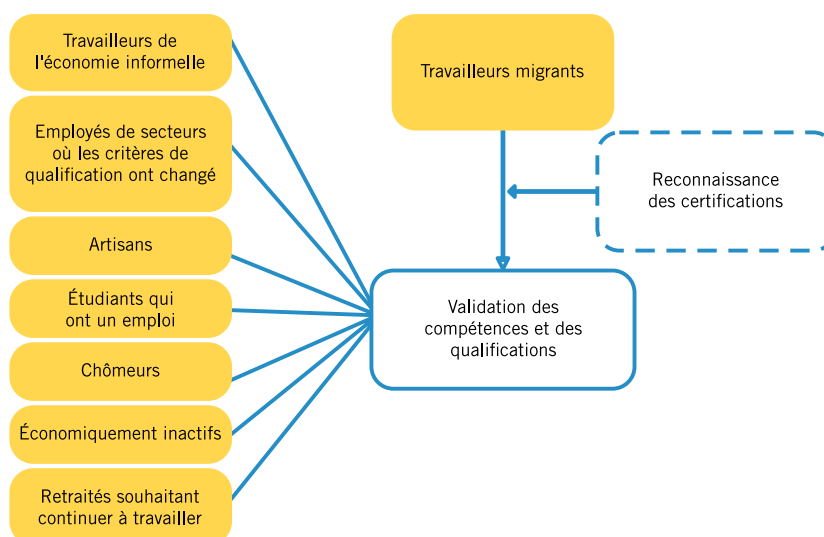 Travailleurs de
l'économie informelle
Employés de secteurs
où les critères de
qualification ont changé
Artisans
Étudiants qui
ont un emploi
Chômeurs
Économiquement inactifs
Retraités souhaitant
continuer à travailler
Travailleurs migrants
Reconnaissance
des certifications
Validation des
compétences et des
qualifications